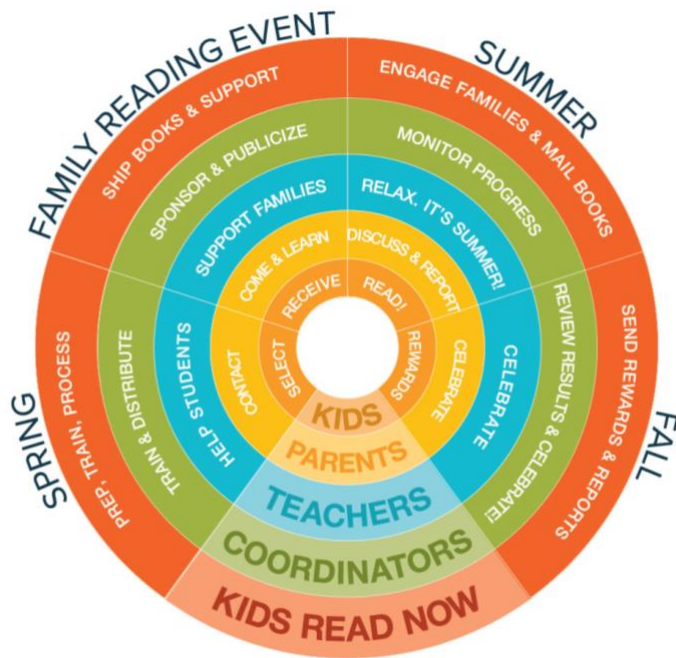 FAMILY READING EVENT
SUMMER
SPRING
FALL
SHIP BOOKS & SUPPORT
ENGAGE FAMILIES & MAIL BOOKS
SPONSOR & PUBLICIZE
MONITOR PROGRESS
SUPPORT FAMILIES
RELAX. IT'S SUMMER!
COME & LEARN
DISCUSS & REPORT
RECEIVE
READ!
PREP, TRAIN, PROCESS
TRAIN & DISTRIBUTE
HELP STUDENTS
CONTACT
SELECT
REWARDS
CELEBRATE
CELEBRATE
REVIEW RESULTS & CELEBRATE!
SEND REWARDS & REPORTS
KIDS
PARENTS
TEACHERS
COORDINATORS
KIDS READ NOW